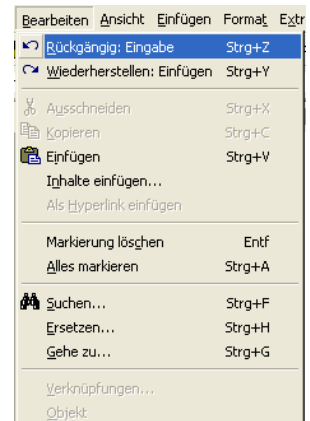 Bearbeiten Ansicht Einfügen Format Extr
Rückgängig: Eingabe Strg+Z
Wiederherstellen: Einfügen Strg+Y
Ausschneiden Strg+X
Kopieren Strg+C
Einfügen Strg+V
Inhalte einfügen...
Als Hyperlink einfügen
Markierung löschen Entf
Alles markieren Strg+A
Suchen... Strg+F
Ersetzen... Strg+H
Gehe zu... Strg+G
Verknüpfungen...
Objekt